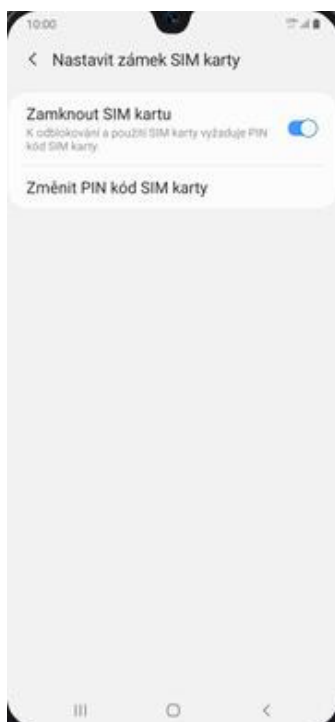 10:00
Nastavit zámek SIM karty
Zamknout SIM kartu
K odblokování a použití SIM karty vyžaduje PIN
kód SIM karty.
Změnit PIN kód SIM karty